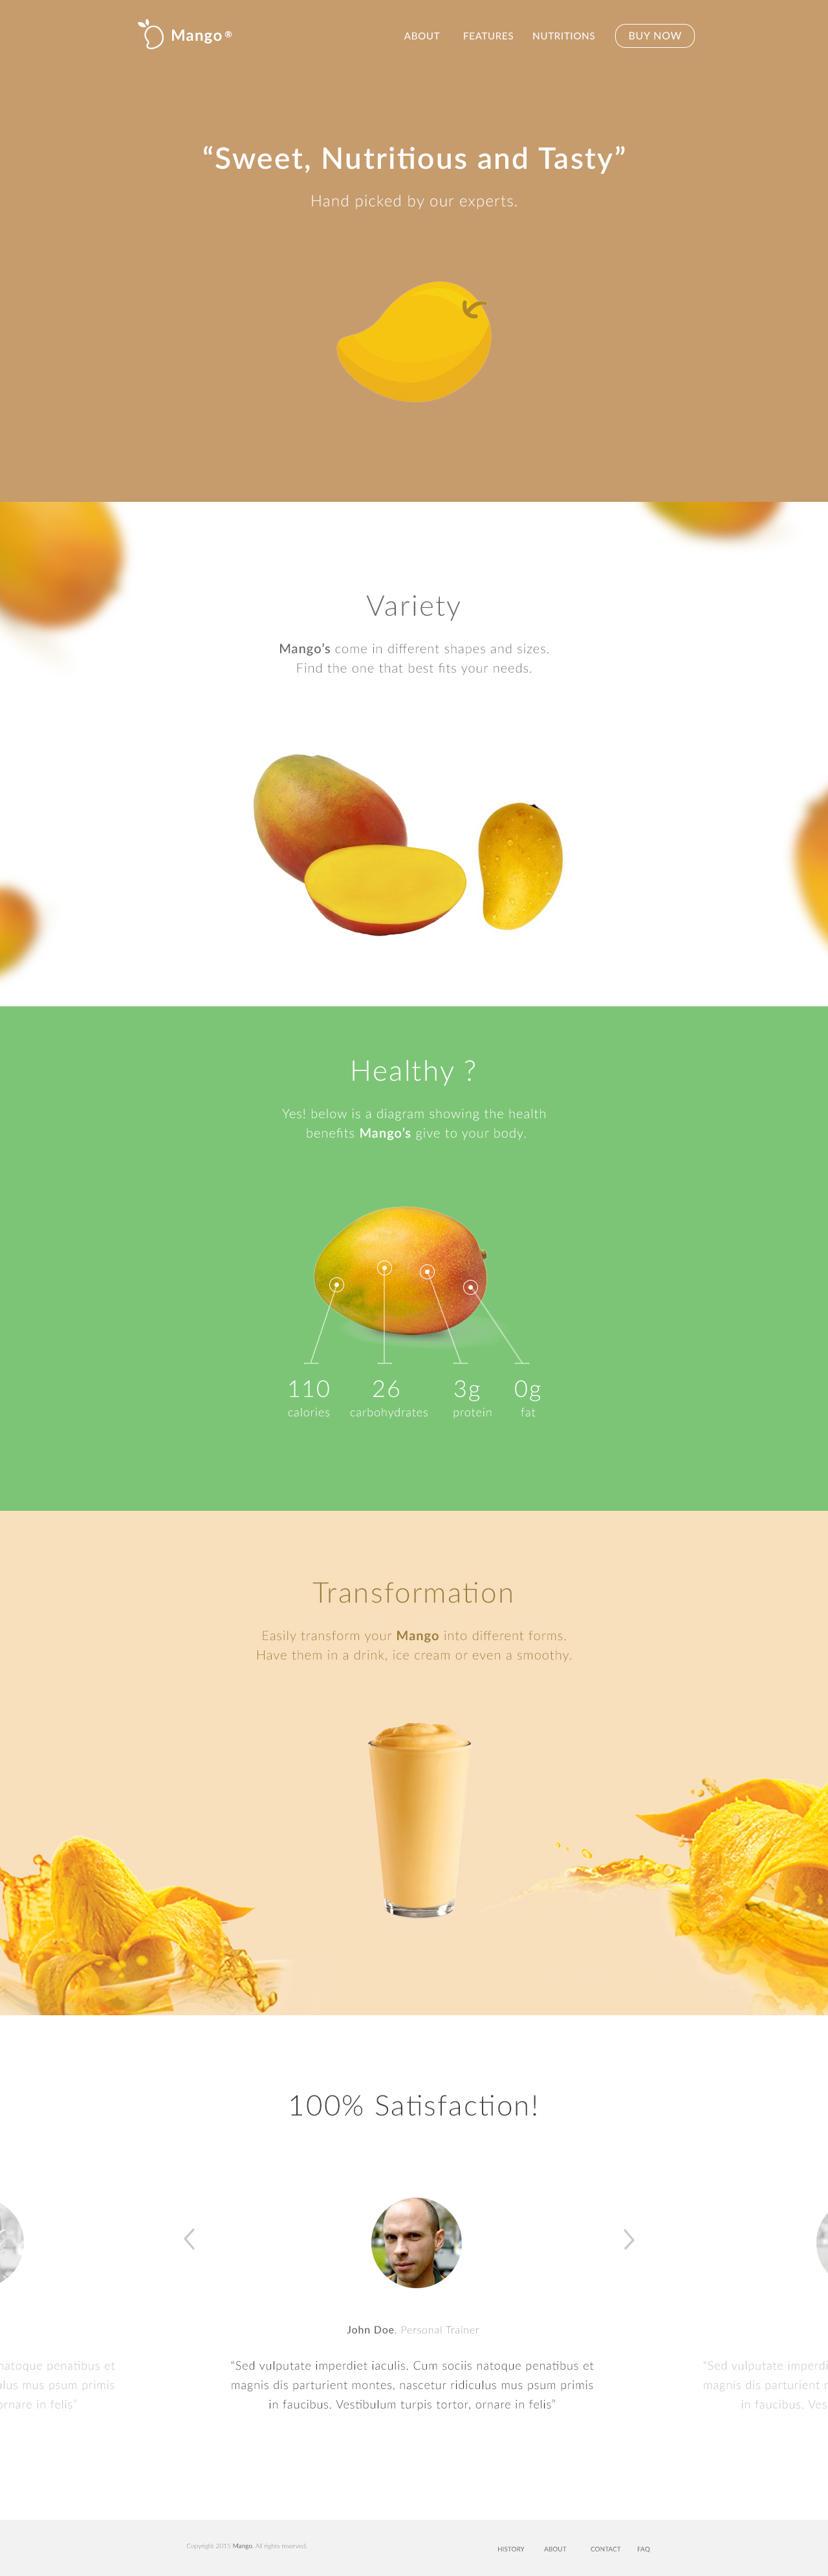 Mango ®
ABOUT FEATURES NUTRITIONS BUY NOW
“Sweet, Nutritious and Tasty”
Hand picked by our experts.
Variety
Mango’s come in different shapes and sizes.
Find the one that best fits your needs.
Healthy ?
Yes! below is a diagram showing the health
benefits Mango’s give to your body.
110 26 3g 0g
calories carbohydrates protein fat
Transformation
Easily transform your Mango into different forms.
Have them in a drink, ice cream or even a smoothy.
100% Satisfaction!
John Doe, Personal Trainer
natoque penatibus et
“Sed vulputate imperdiet iaculis. Cum sociis natoque penatibus et
magnis dis parturient montes, nascetur ridiculus mus psum primis
in faucibus. Vestibulum turpis tortor, ornare in felis”
mus psum primis
ornare in felis”
“Sed vulputate
magnis dis parturient
in faucibus.
Copyright 2015 Mango. All rights reserved.
HISTORY ABOUT CONTACT FAQ